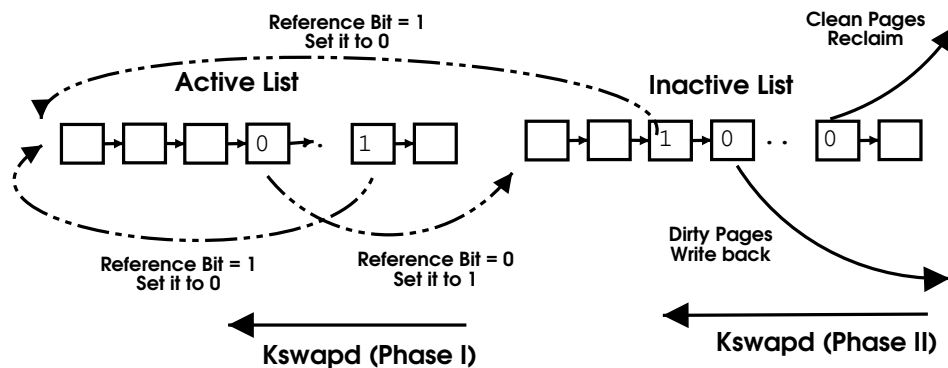 Reference Bit = 1
Set it to 0
Clean Pages
Reclaim
Active List
Inactive List
0 . 1
1 0 . . 0
Reference Bit = 1
Set it to 0
Reference Bit = 0
Set it to 1
Dirty Pages
Write back
Kswapd (Phase I)
Kswapd (Phase II)